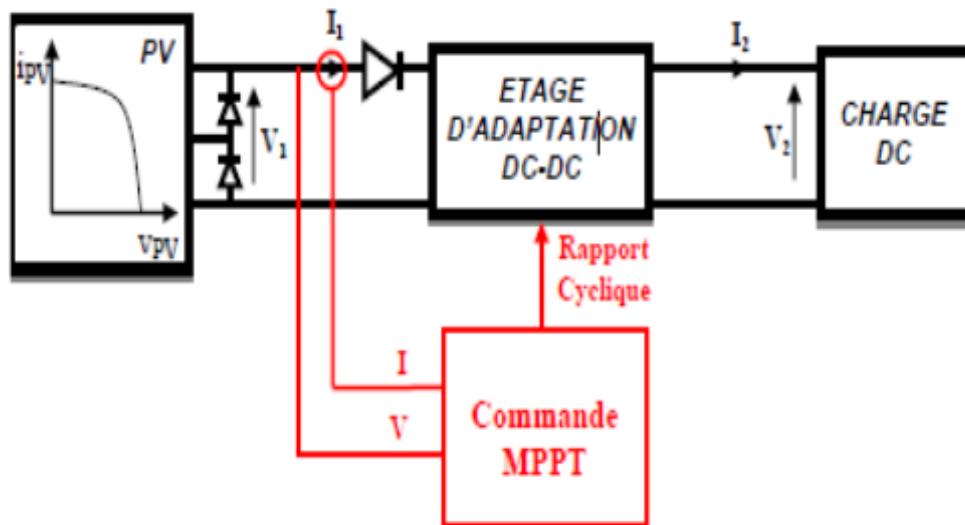 PV
iPV
VPV
V1
I1
ETAGE
D'ADAPTATION
DC-DC
I2
V2
CHARGE
DC
Rapport
Cyclique
I
V
Commande
MPPT